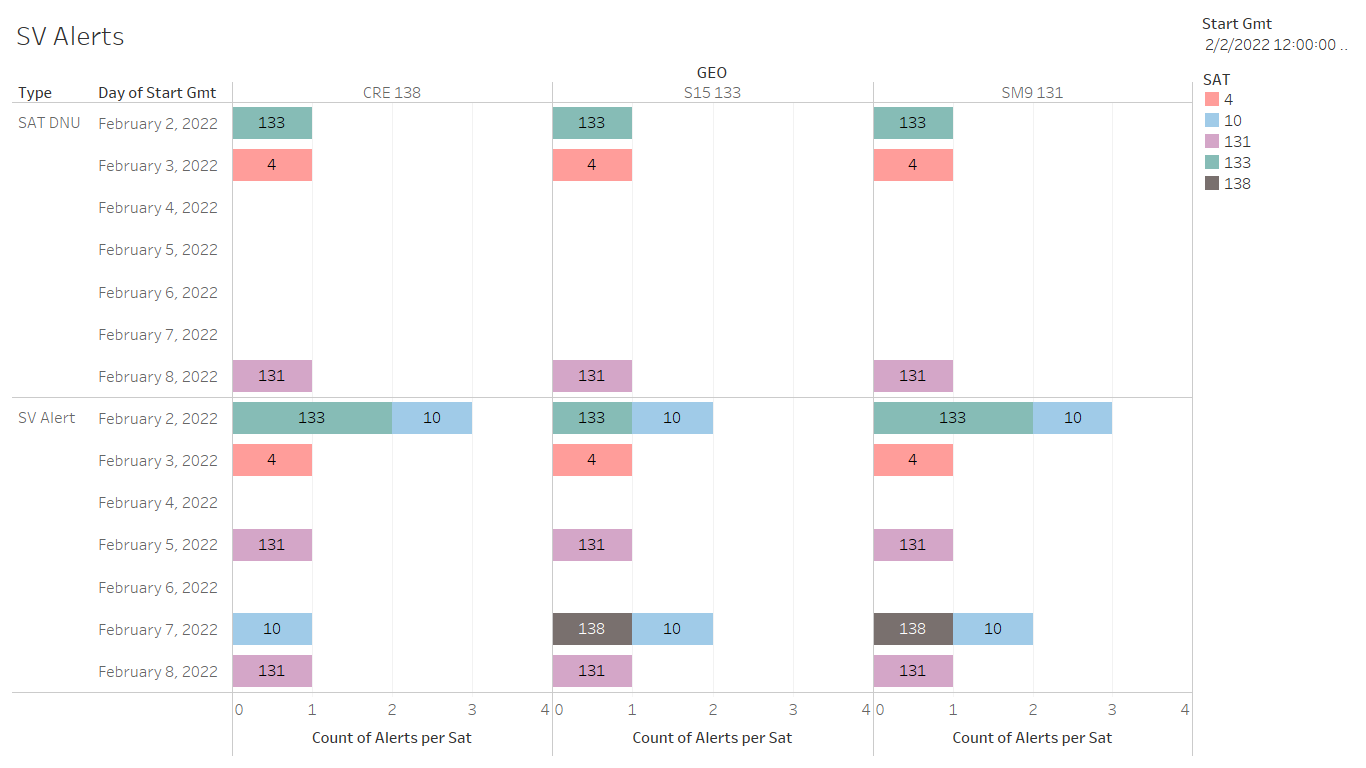 SV Alerts
Start Gmt
2/2/2022 12:00:00 ..
SAT
4
10
131
133
138
GEO
Type Day of Start Gmt CRE 138 S15 133 SM9 131
SAT DNU February 2, 2022 133 133 133
February 3, 2022 4 4 4
February 4, 2022
February 5, 2022
February 6, 2022
February 7, 2022
February 8, 2022 131 131 131
SV Alert February 2, 2022 133 10 133 10 133 10
February 3, 2022 4 4 4
February 4, 2022
February 5, 2022 131 131 131
February 6, 2022
February 7, 2022 10 138 10 138 10
February 8, 2022 131 131 131
0 1 2 3 4 0 1 2 3 4 0 1 2 3 4
Count of Alerts per Sat Count of Alerts per Sat Count of Alerts per Sat